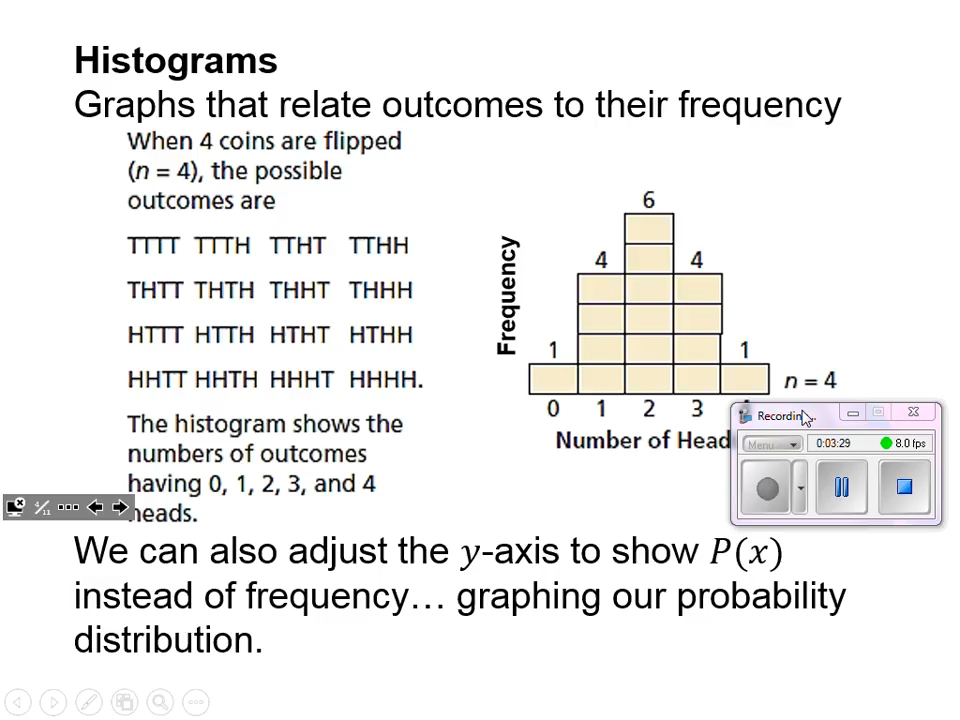 Histograms
Graphs that relate outcomes to their frequency
When 4 coins are flipped
(n = 4), the possible
outcomes are
TTTT TTTH TTHT TTHH
THTT THTH THHT THHH
HTTT HTTH HTHT HTHH
HHTT HHTH HHHT HHHH.
The histogram shows the
numbers of outcomes
having 0, 1, 2, 3, and 4
heads.
Frequency
6
4 4
1 1
n = 4
0 1 2 3
Number of Head
Recordin...
Menu 0:03:29 8.0 fps
4/11
We can also adjust the y-axis to show P(x)
instead of frequency... graphing our probability
distribution.